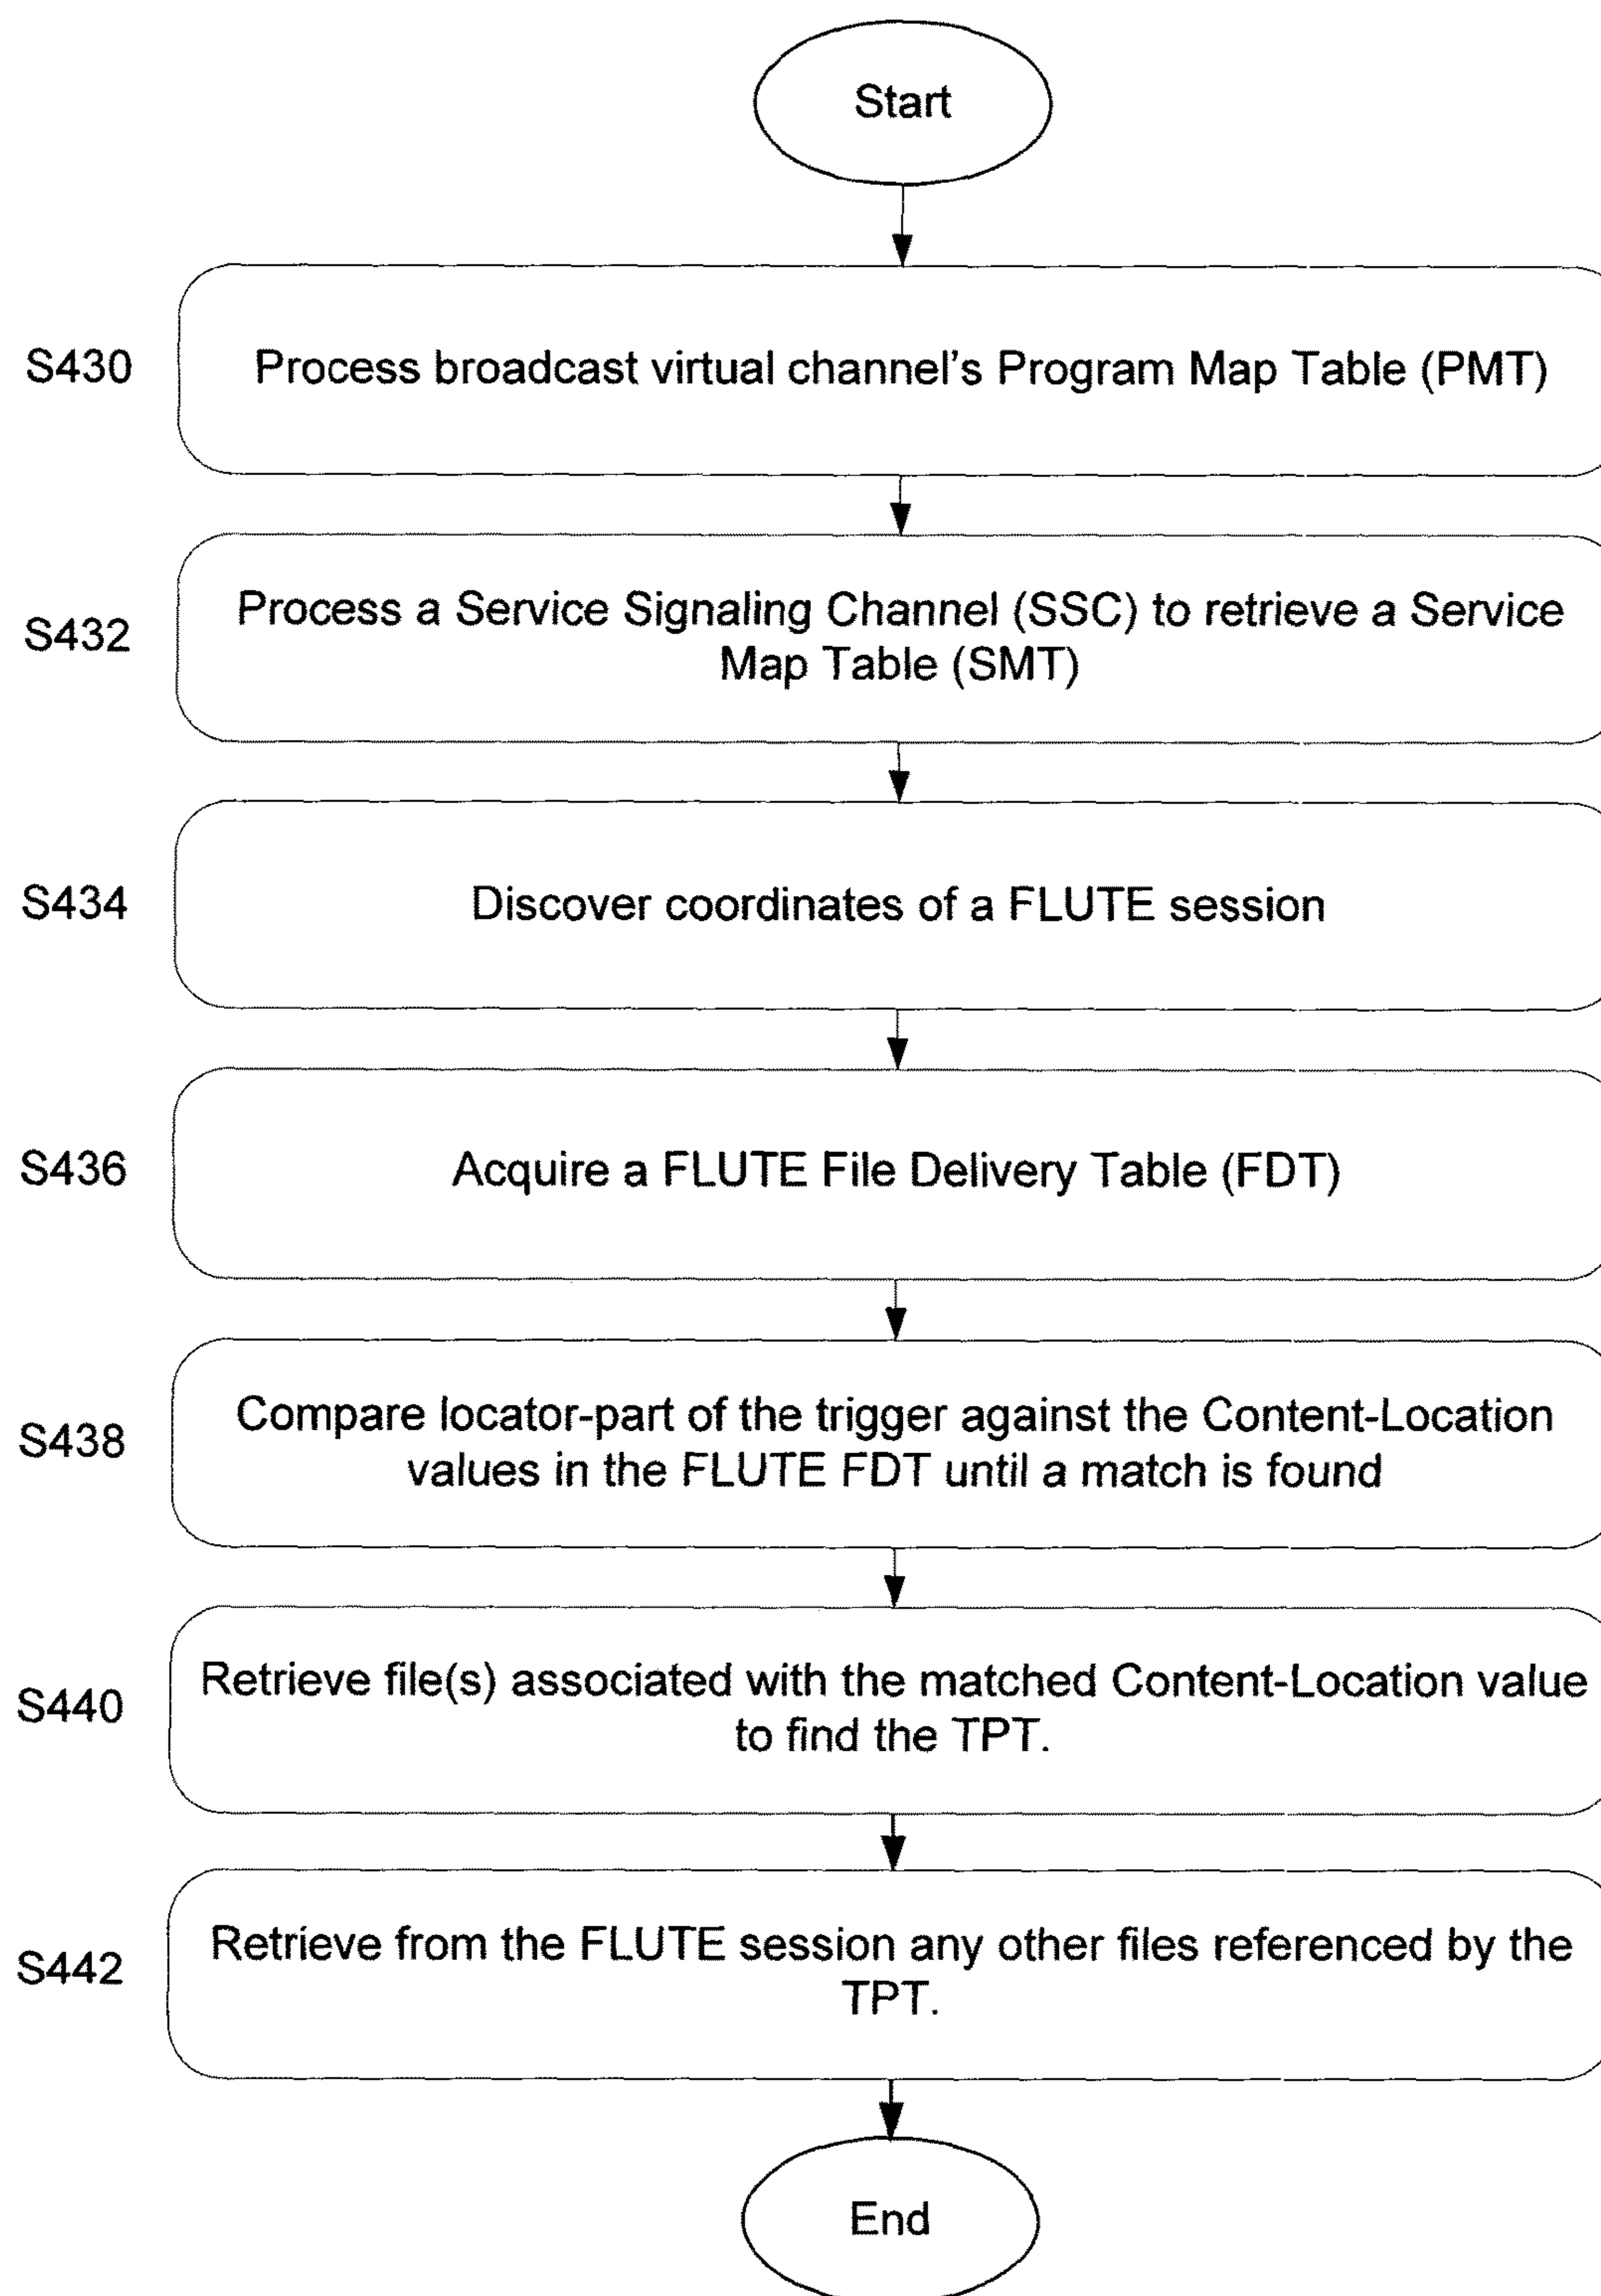 Start
S430
Process broadcast virtual channel's Program Map Table (PMT)
S432
Process a Service Signaling Channel (SSC) to retrieve a Service
Map Table (SMT)
S434
Discover coordinates of a FLUTE session
S436
Acquire a FLUTE File Delivery Table (FDT)
S438
Compare locator-part of the trigger against the Content-Location
values in the FLUTE FDT until a match is found
S440
Retrieve file(s) associated with the matched Content-Location value
to find the TPT.
S442
Retrieve from the FLUTE session any other files referenced by the
TPT.
End